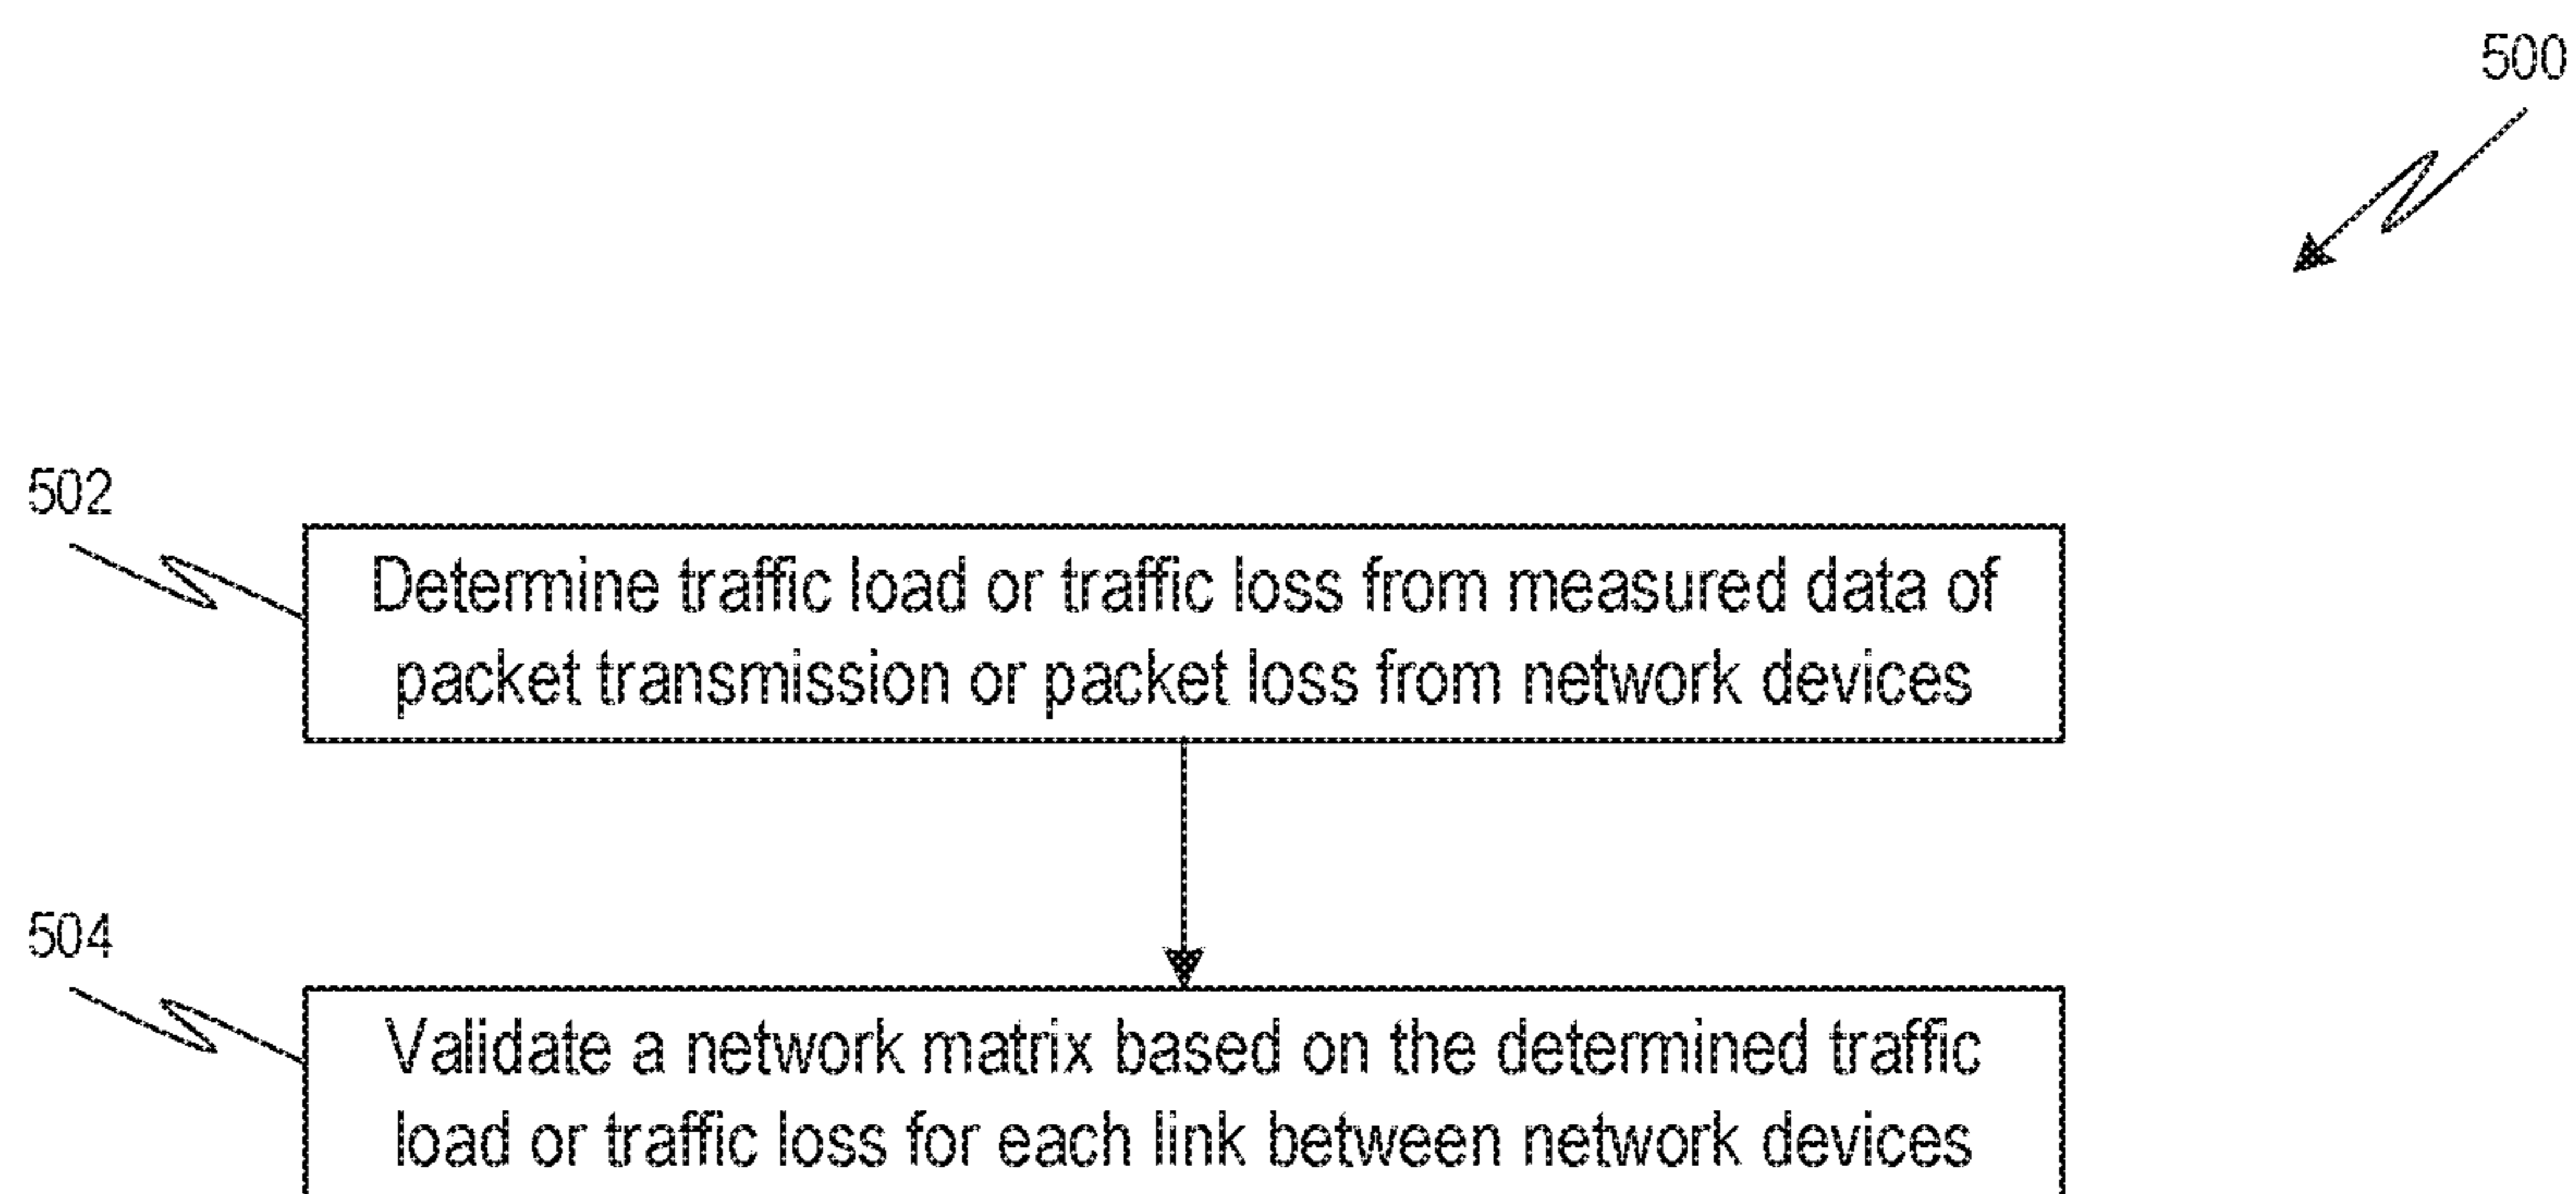 500
502
Determine traffic load or traffic loss from measured data of
packet transmission or packet loss from network devices
504
Validate a network matrix based on the determined traffic
load or traffic loss for each link between network devices